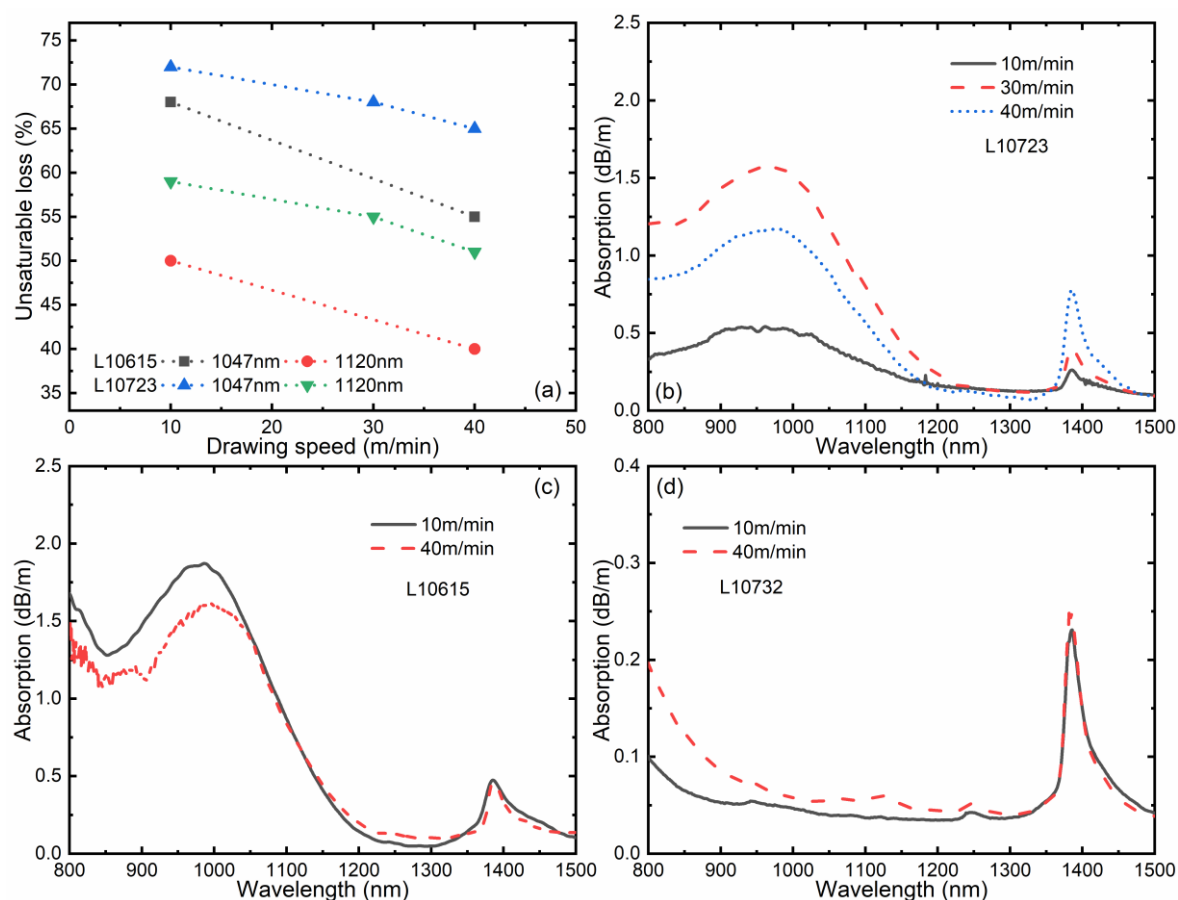 75
70
65
60
55
50
45
40
35
Unsaturable loss (%)
L10615 1047nm 1120nm
L10723 1047nm 1120nm
(a)
0 10 20 30 40 50
Drawing speed (m/min)
2.5
2.0
1.5
1.0
0.5
0.0
Absorption (dB/m)
10m/min
30m/min
40m/min
L10723
(b)
800 900 1000 1100 1200 1300 1400 1500
Wavelength (nm)
2.5
2.0
1.5
1.0
0.5
0.0
Absorption (dB/m)
(c)
10m/min
40m/min
L10615
800 900 1000 1100 1200 1300 1400 1500
Wavelength (nm)
0.4
0.3
0.2
0.1
0.0
Absorption (dB/m)
(d)
10m/min
40m/min
L10732
800 900 1000 1100 1200 1300 1400 1500
Wavelength (nm)